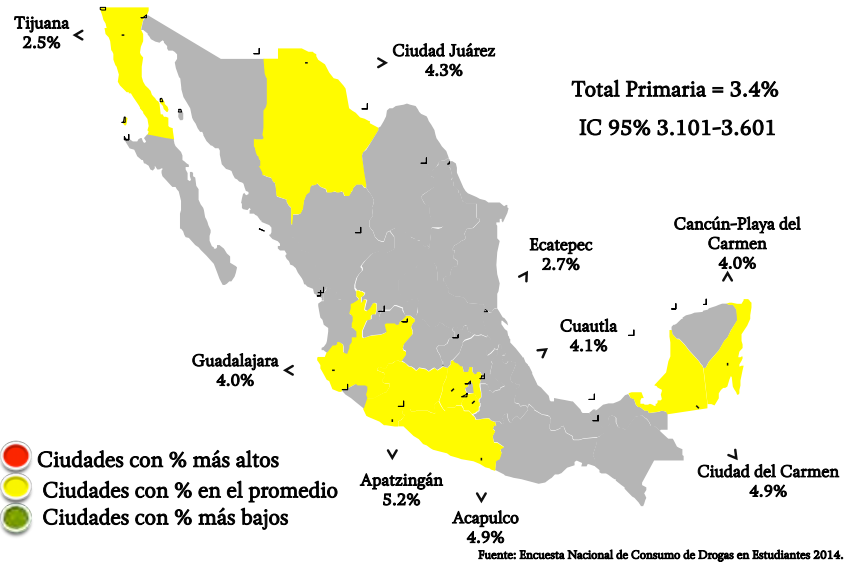 Tijuana
2.5%
Ciudad Juárez
4.3%
Total Primaria = 3.4%
IC 95% 3.101-3.601
Cancún-Playa del
Carmen
4.0%
Ecatepec
2.7%
Cuautla
4.1%
Guadalajara
4.0%
Ciudades con % más altos
Ciudades con % en el promedio
Ciudades con % más bajos
Apatzingán
5.2%
Acapulco
4.9%
Ciudad del Carmen
4.9%
Fuente: Encuesta Nacional de Consumo de Drogas en Estudiantes 2014.